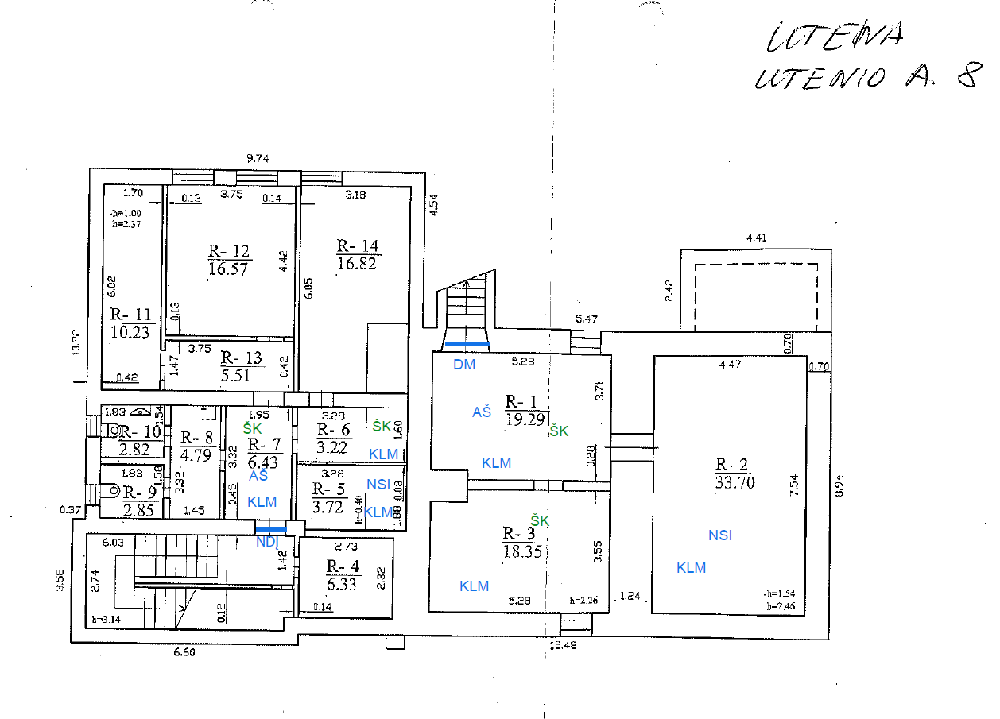 UTENA
UTENIO A. 8
9.74
1.70
0.13
3.75
0.14
3.18
4.54
-h=1.00
h=2.37
R- 12
16.57
4.42
R- 14
16.82
6.02
6.05
4.41
2.42
R- 11
10.23
0.13
5.47
10.22
3.75
R- 13
5.51
1.47
0.42
0.42
DM
5.28
4.47
0.70
0.70
3.71
R- 1
19.29
AŠ
ŠK
KLM
0.28
1.83
1.54
R- 10
2.82
R- 8
4.79
1.95
ŠK
R- 7
6.43
3.32
AŠ
KLM
0.45
3.28
R- 6
3.22
ŠK
1.60
KLM
R- 2
33.70
7.54
8.94
1.83
1.58
R- 9
2.85
3.32
1.45
3.28
R- 5
3.72
NSI
0.08
KLM
1.88
h=0.40
0.37
ŠK
R- 3
18.35
3.55
NSI
KLM
KLM
5.28
h=2.26
1.24
-h=1.54
h=2.46
NDĮ
6.03
1.42
2.73
R- 4
6.33
2.32
3.58
2.74
h=3.14
0.12
0.14
6.60
15.48